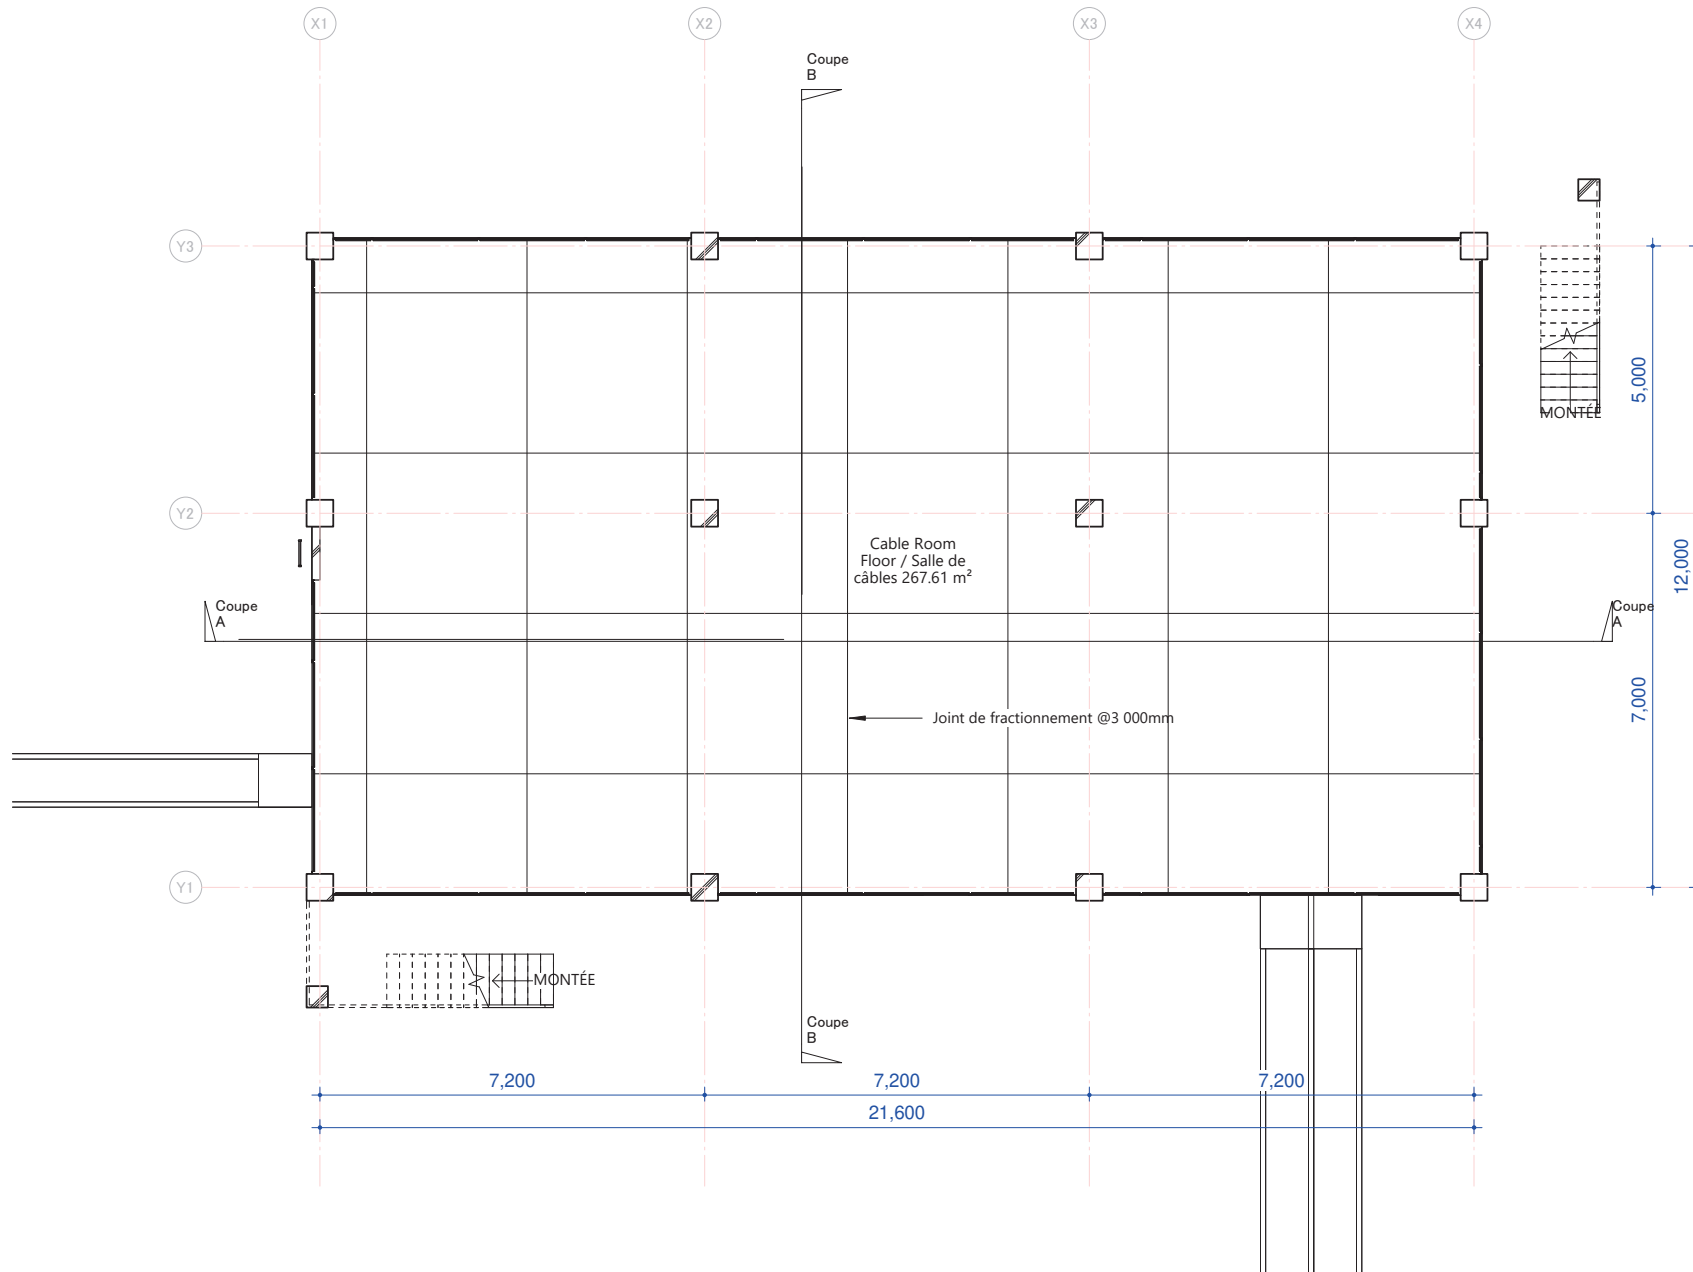 X1
X2
X3
X4
Coupe
B
Y3
5,000
MONTÉE
Y2
Cable Room
Floor / Salle de
câbles 267.61 m²
12,000
Coupe
A
Coupe
A
7,000
Joint de fractionnement @3 000mm
Y1
MONTÉE
Coupe
B
7,200
7,200
7,200
21,600